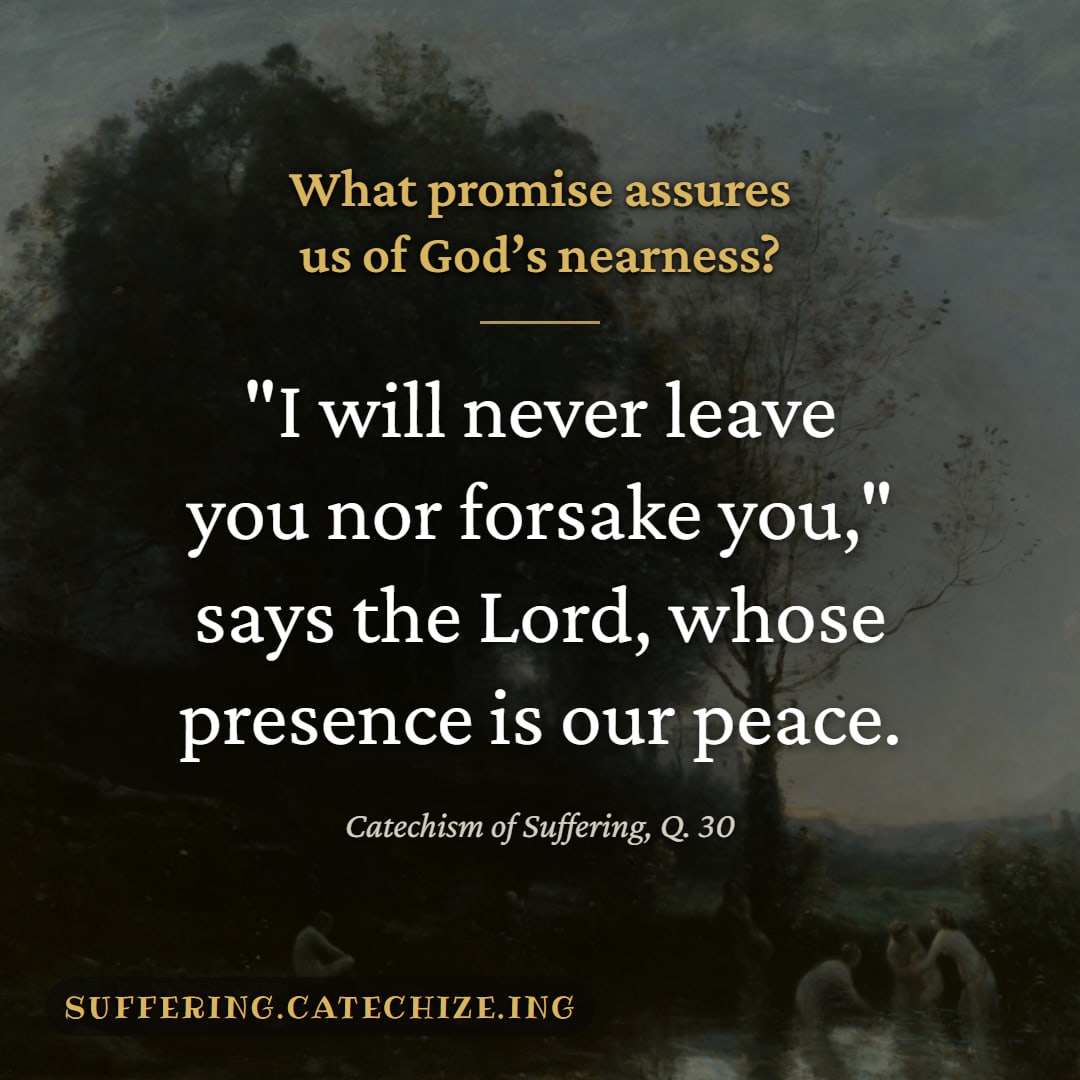 What promise assures
us of God’s nearness?
"I will never leave
you nor forsake you,"
says the Lord, whose
presence is our peace.
Catechism of Suffering, Q. 30
SUFFERING.CATECHIZE.ING